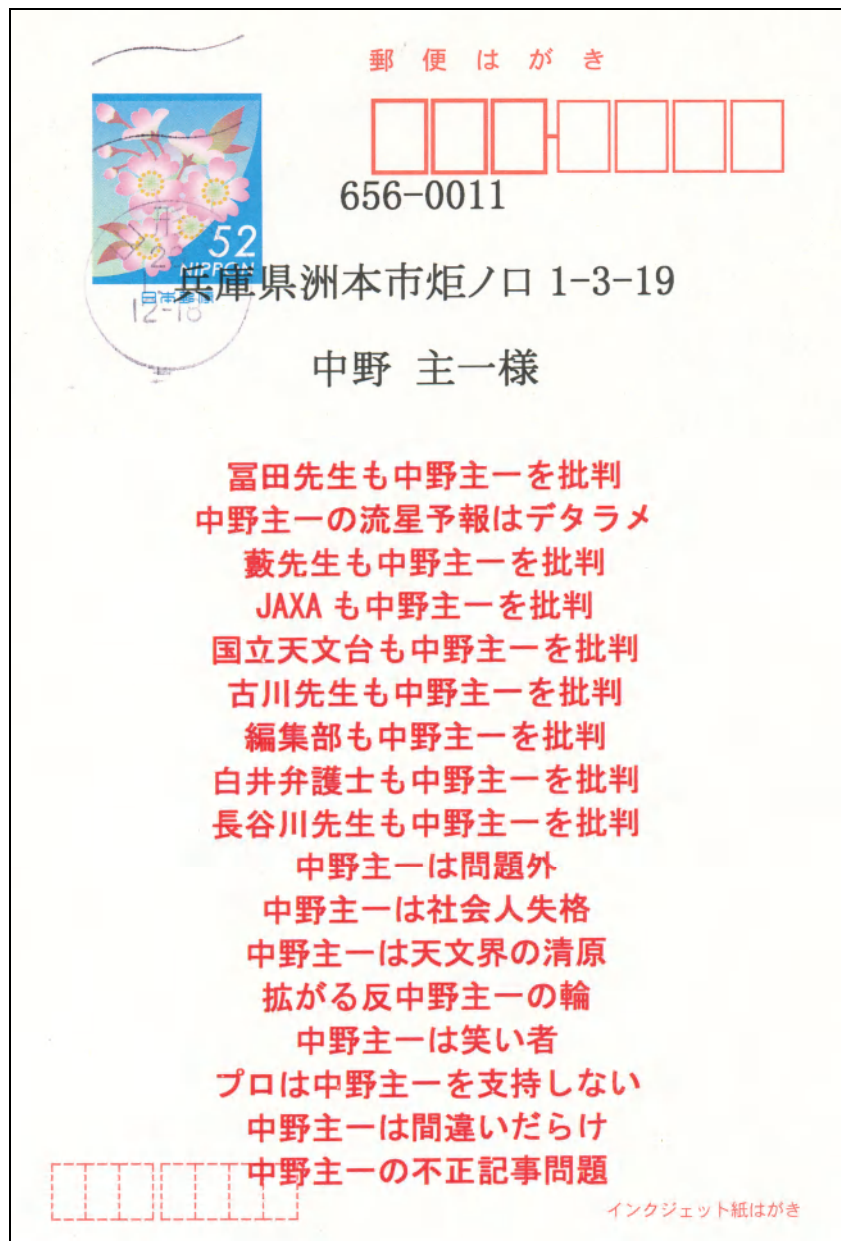 郵便はがき
52
NIPPON
日本郵便
12-18
656-0011
兵庫県洲本市炬ノ口 1-3-19
中野 主一様
冨田先生も中野主一を批判
中野主一の流星予報はデタラメ
藪先生も中野主一を批判
JAXA も中野主一を批判
国立天文台も中野主一を批判
古川先生も中野主一を批判
編集部も中野主一を批判
白井弁護士も中野主一を批判
長谷川先生も中野主一を批判
中野主一は問題外
中野主一は社会人失格
中野主一は天文界の清原
拡がる反中野主一の輪
中野主一は笑い者
プロは中野主一を支持しない
中野主一は間違いだらけ
中野主一の不正記事問題
インクジェット紙はがき